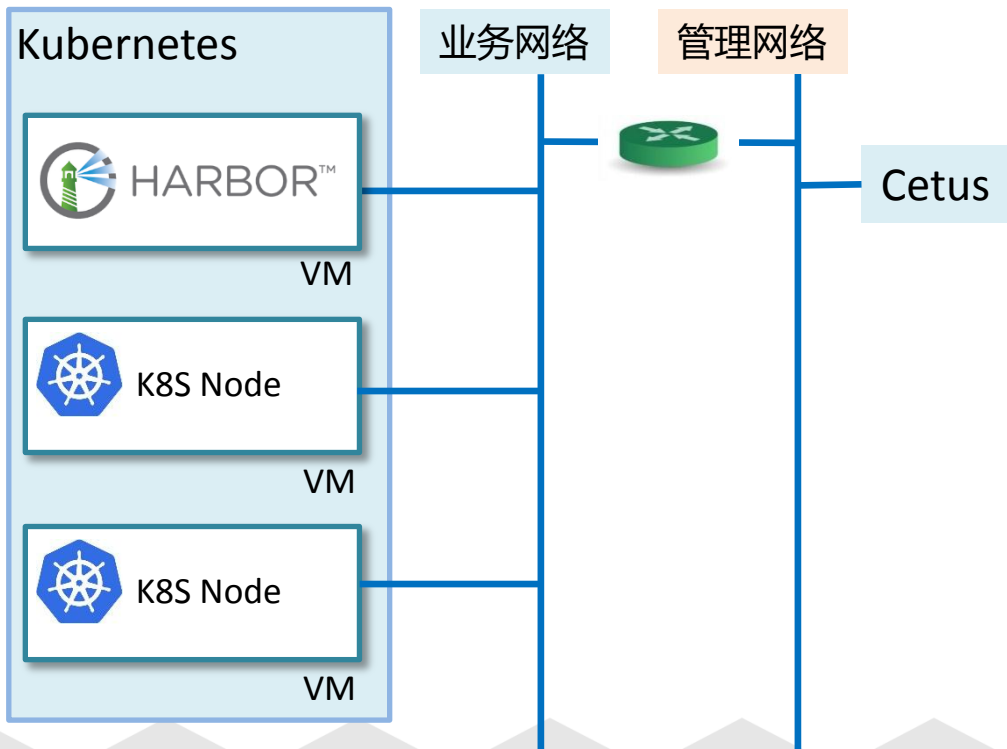 Kubernetes
业务网络
管理网络
HARBOR™
VM
Cetus
K8S Node
VM
K8S Node
VM